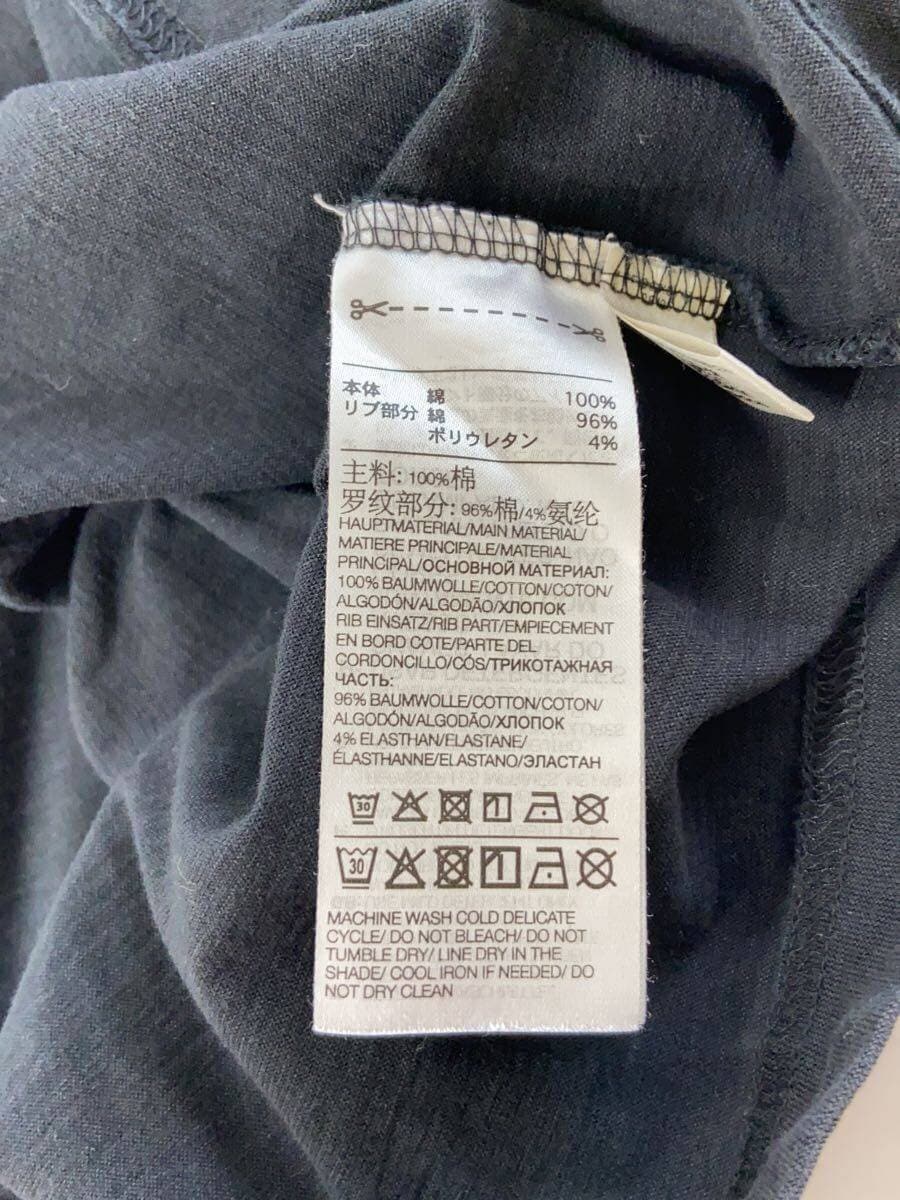 本体 綿 100%
リブ部分 綿 96%
ポリウレタン 4%
主料: 100%棉
罗纹部分: 96%棉/4%氨纶
HAUPTMATERIAL/MAIN MATERIAL/
MATIERE PRINCIPALE/MATERIAL
PRINCIPAL/ОСНОВНОЙ МАТЕРИАЛ:
100% BAUMWOLLE/COTTON/COTON/
ALGODÓN/ALGODÃO/ХЛОПОК
RIB EINSATZ/RIB PART/EMPIECEMENT
EN BORD COTE/PARTE DEL
CORDONCILLO/CÓS/ТРИКОТАЖНАЯ
ЧАСТЬ:
96% BAUMWOLLE/COTTON/COTON/
ALGODÓN/ALGODÃO/ХЛОПОК
4% ELASTHAN/ELASTANE/
ÉLASTHANNE/ELASTANO/ЭЛАСТАН
30
30
MACHINE WASH COLD DELICATE
CYCLE/ DO NOT BLEACH/ DO NOT
TUMBLE DRY/ LINE DRY IN THE
SHADE/ COOL IRON IF NEEDED/ DO
NOT DRY CLEAN